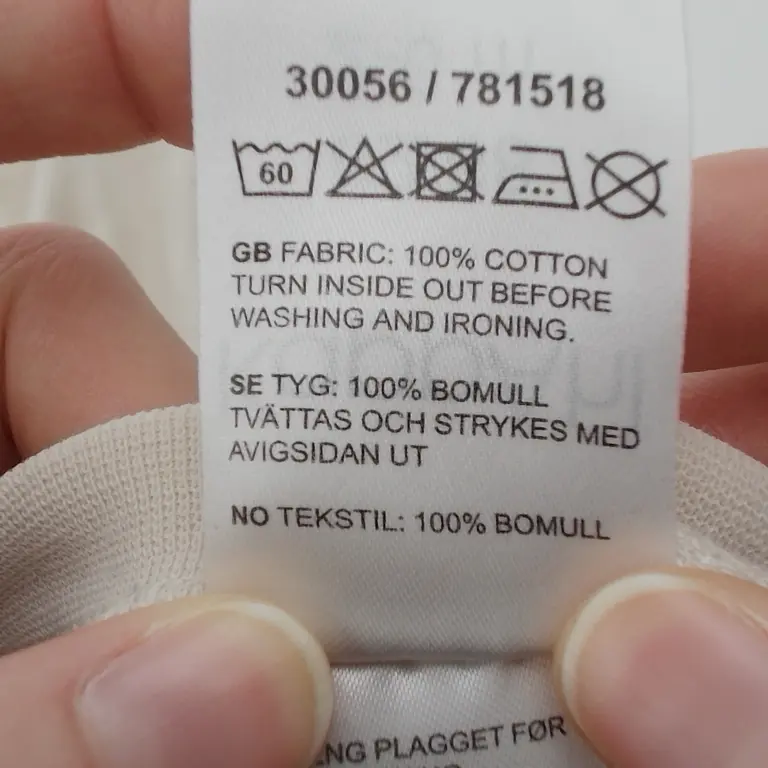 30056 / 781518
60
GB FABRIC: 100% COTTON
TURN INSIDE OUT BEFORE
WASHING AND IRONING.
SE TYG: 100% BOMULL
TVÄTTAS OCH STRYKES MED
AVIGSIDAN UT
NO TEKSTIL: 100% BOMULL
PLAGGET FØR